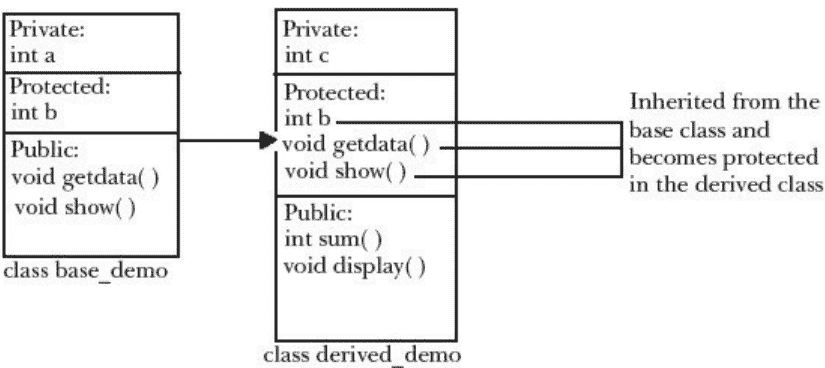 Private:
int a
Protected:
int b
Public:
void getdata( )
void show( )
class base_demo
Private:
int c
Protected:
int b
void getdata( )
void show( )
Public:
int sum( )
void display( )
class derived_demo
Inherited from the
base class and
becomes protected
in the derived class